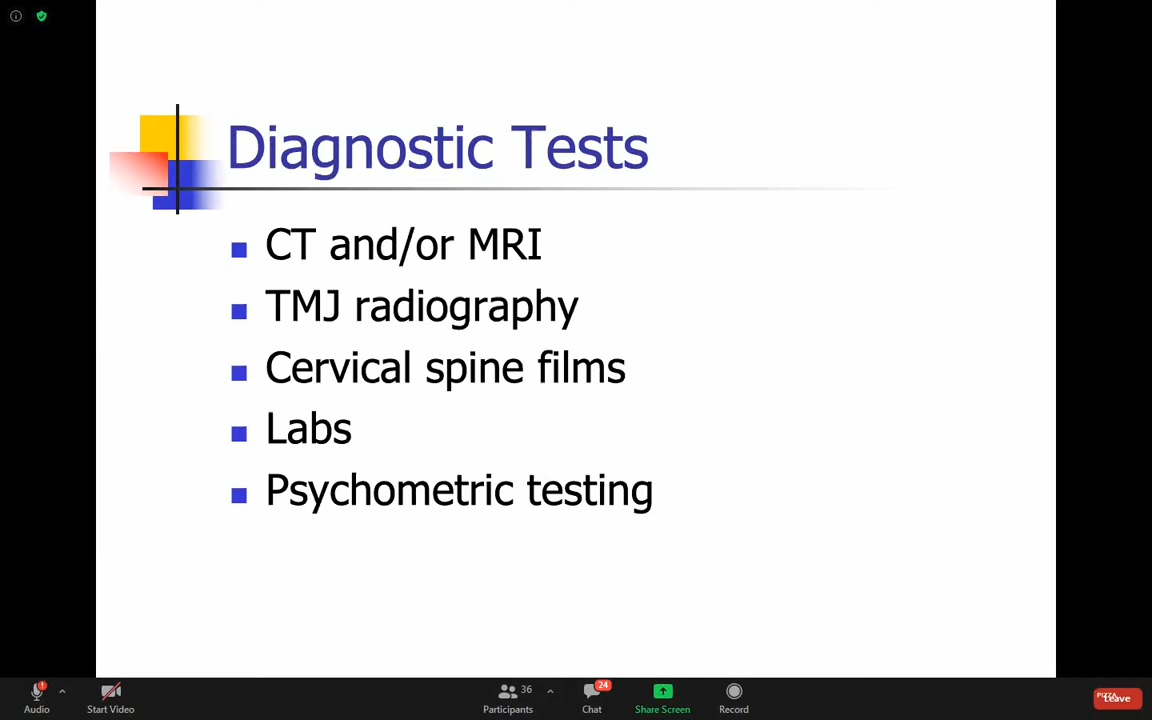 Diagnostic Tests
CT and/or MRI
TMJ radiography
Cervical spine films
Labs
Psychometric testing
Audio
Start Video
36
Participants
24
Chat
Share Screen
Record
PIZZA
Leave